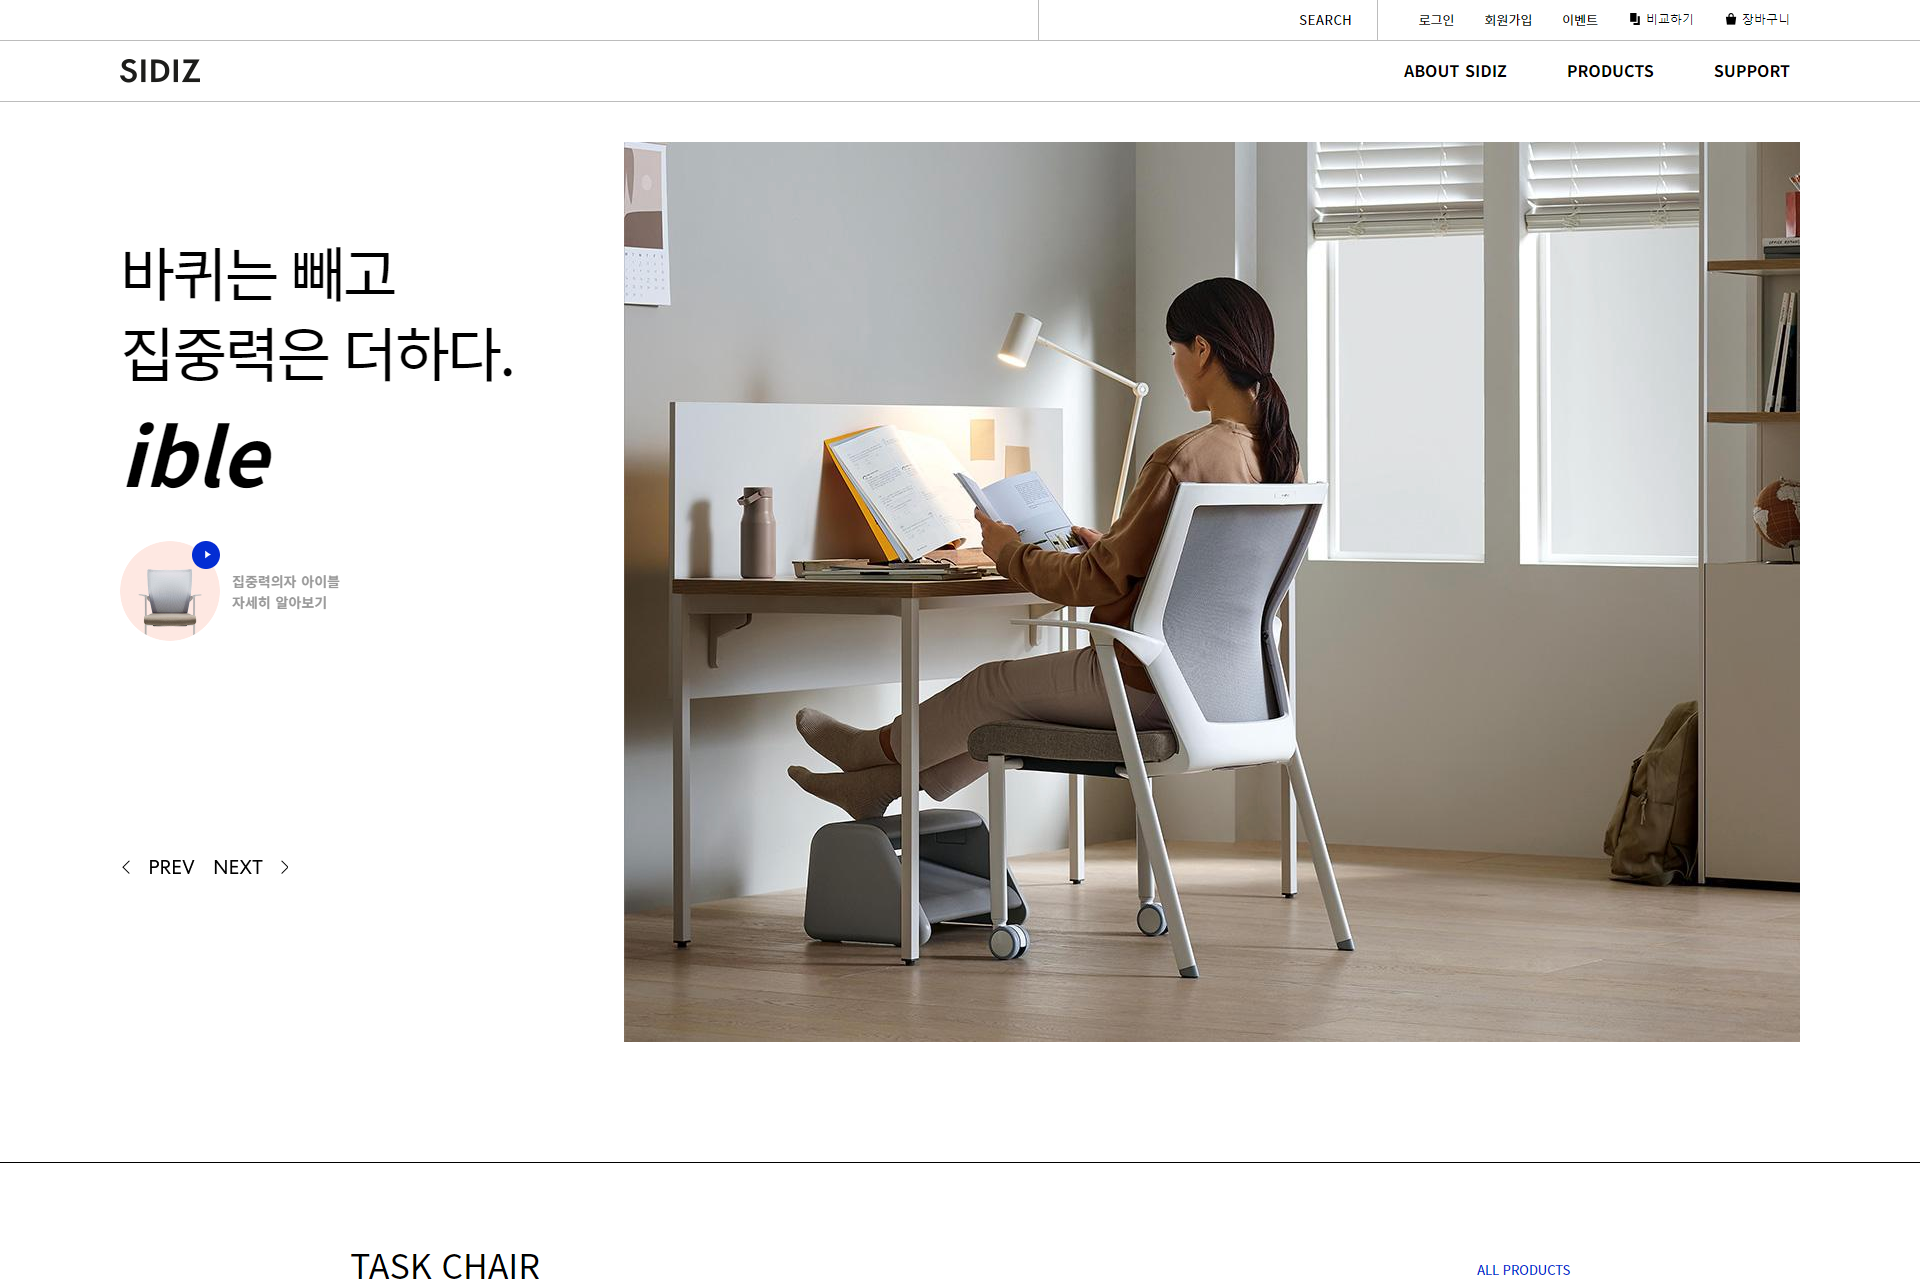 SEARCH
로그인
회원가입
이벤트
비교하기
장바구니
SIDIZ
ABOUT SIDIZ
PRODUCTS
SUPPORT
바퀴는 빼고
집중력은 더하다.
ible
집중력의자 아이블
자세히 알아보기
PREV
NEXT
TASK CHAIR
ALL PRODUCTS